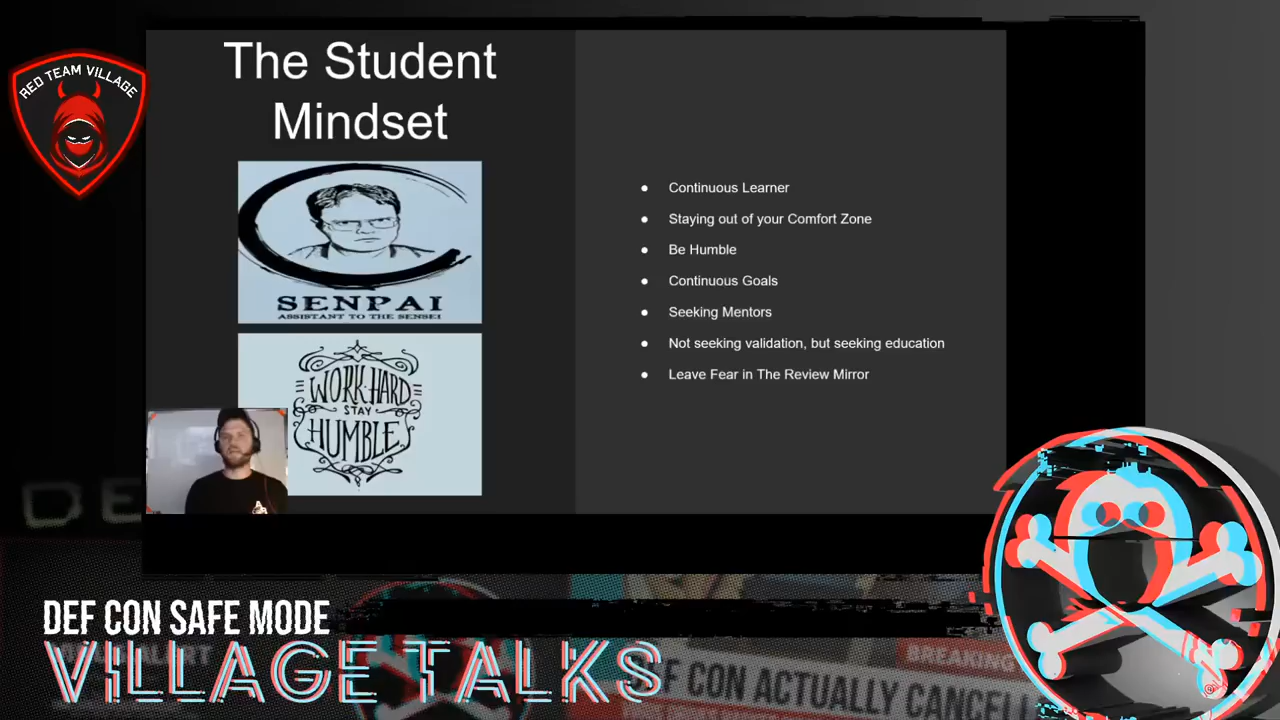 RED TEAM VILLAGE
The Student
Mindset
SENPAI
ASSISTANT TO THE SENSEI
WORK HARD
STAY
HUMBLE
● Continuous Learner
● Staying out of your Comfort Zone
● Be Humble
● Continuous Goals
● Seeking Mentors
● Not seeking validation, but seeking education
● Leave Fear in The Review Mirror
DE
DEF CON SAFE MODE
VILLAGE TALKS
BREAKING
DEF CON ACTUALLY CANCELL